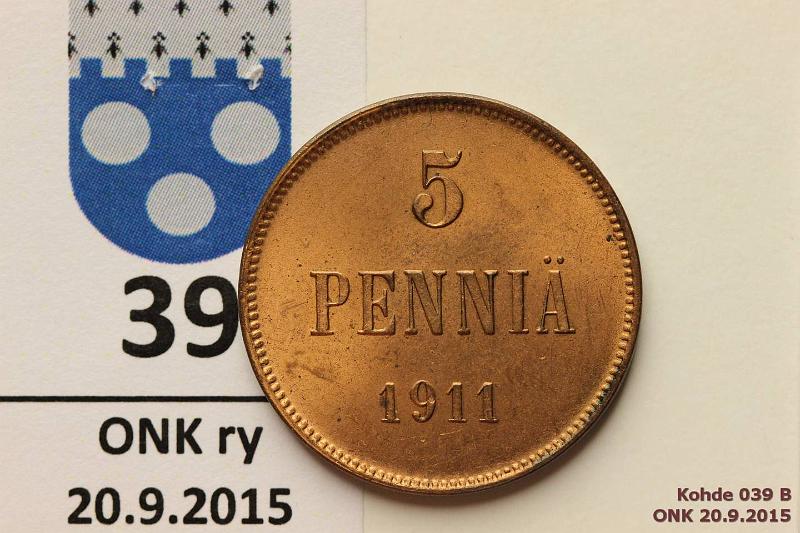 5
PENNIÄ
1911
39
ONK ry
20.9.2015
Kohde 039 B
ONK 20.9.2015